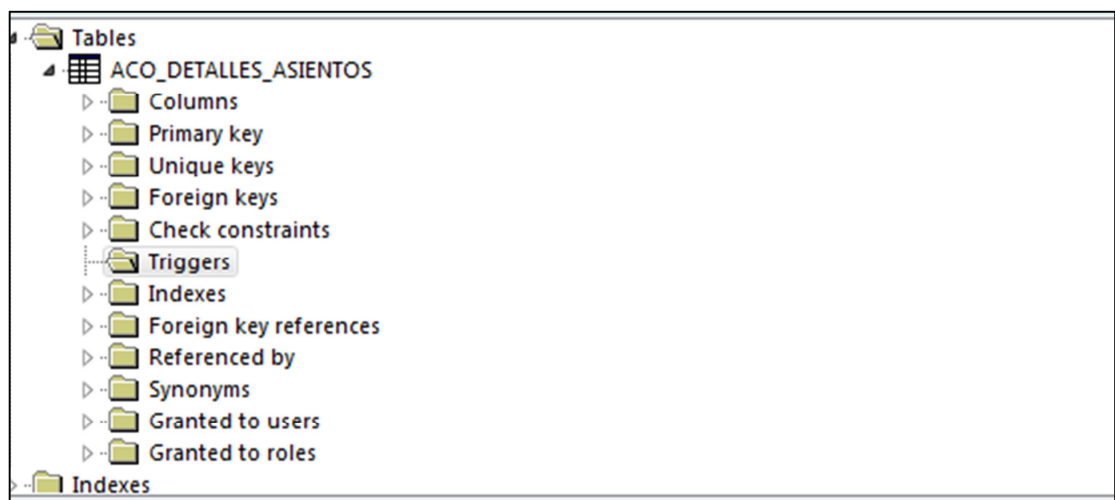 Tables
ACO_DETALLES_ASIENTOS
Columns
Primary key
Unique keys
Foreign keys
Check constraints
Triggers
Indexes
Foreign key references
Referenced by
Synonyms
Granted to users
Granted to roles
Indexes